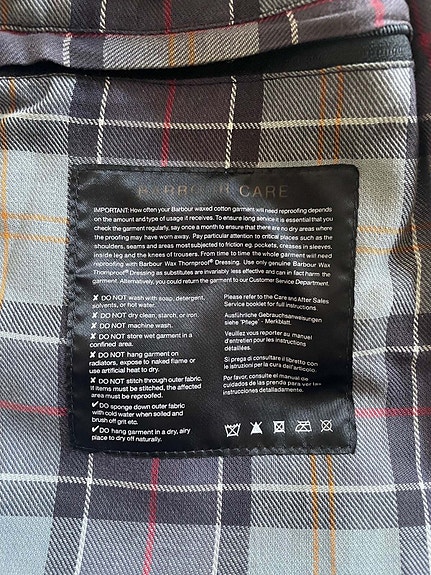 BARBOUR CARE
IMPORTANT: How often your Barbour waxed cotton garment will need reproofing depends
on the amount and type of usage it receives. To ensure long service it is essential that you
check the garment regularly, say once a month to ensure that there are no dry areas where
the proofing may have worn away. Pay particular attention to critical places such as the
shoulders, seams and areas most subjected to friction eg. pockets, creases in sleeves,
inside leg and the knees of trousers. From time to time the whole garment will need
reproofing with Barbour Wax Thornproof® Dressing. Use only genuine Barbour Wax
Thornproof® Dressing as substitutes are invariably less effective and can in fact harm the
garment. Alternatively, you could return the garment to our Customer Service Department.
✘ DO NOT wash with soap, detergent,
solvents, or hot water.
✘ DO NOT dry clean, starch, or iron.
✘ DO NOT machine wash.
✘ DO NOT store wet garment in a
confined area.
✘ DO NOT hang garment on
radiators, expose to naked flame or
use artificial heat to dry.
✘ DO NOT stitch through outer fabric.
If items must be stitched, the affected
area must be reproofed.
✔ DO sponge down outer fabric
with cold water when soiled and
brush off grit etc.
✔ DO hang garment in a dry, airy
place to dry off naturally.
Please refer to the Care and After Sales
Service booklet for full instructions.
Ausführliche Gebrauchsanweisungen
siehe 'Pflege' - Merkblatt.
Veuillez vous reporter au manuel
d'entretien pour les instructions
détaillées.
Si prega di consultare il libretto con
le istruzioni per la cura dell'articolo.
Por favor, consulte el manual de
cuidados de las prenda para ver las
instrucciones detalladamente.